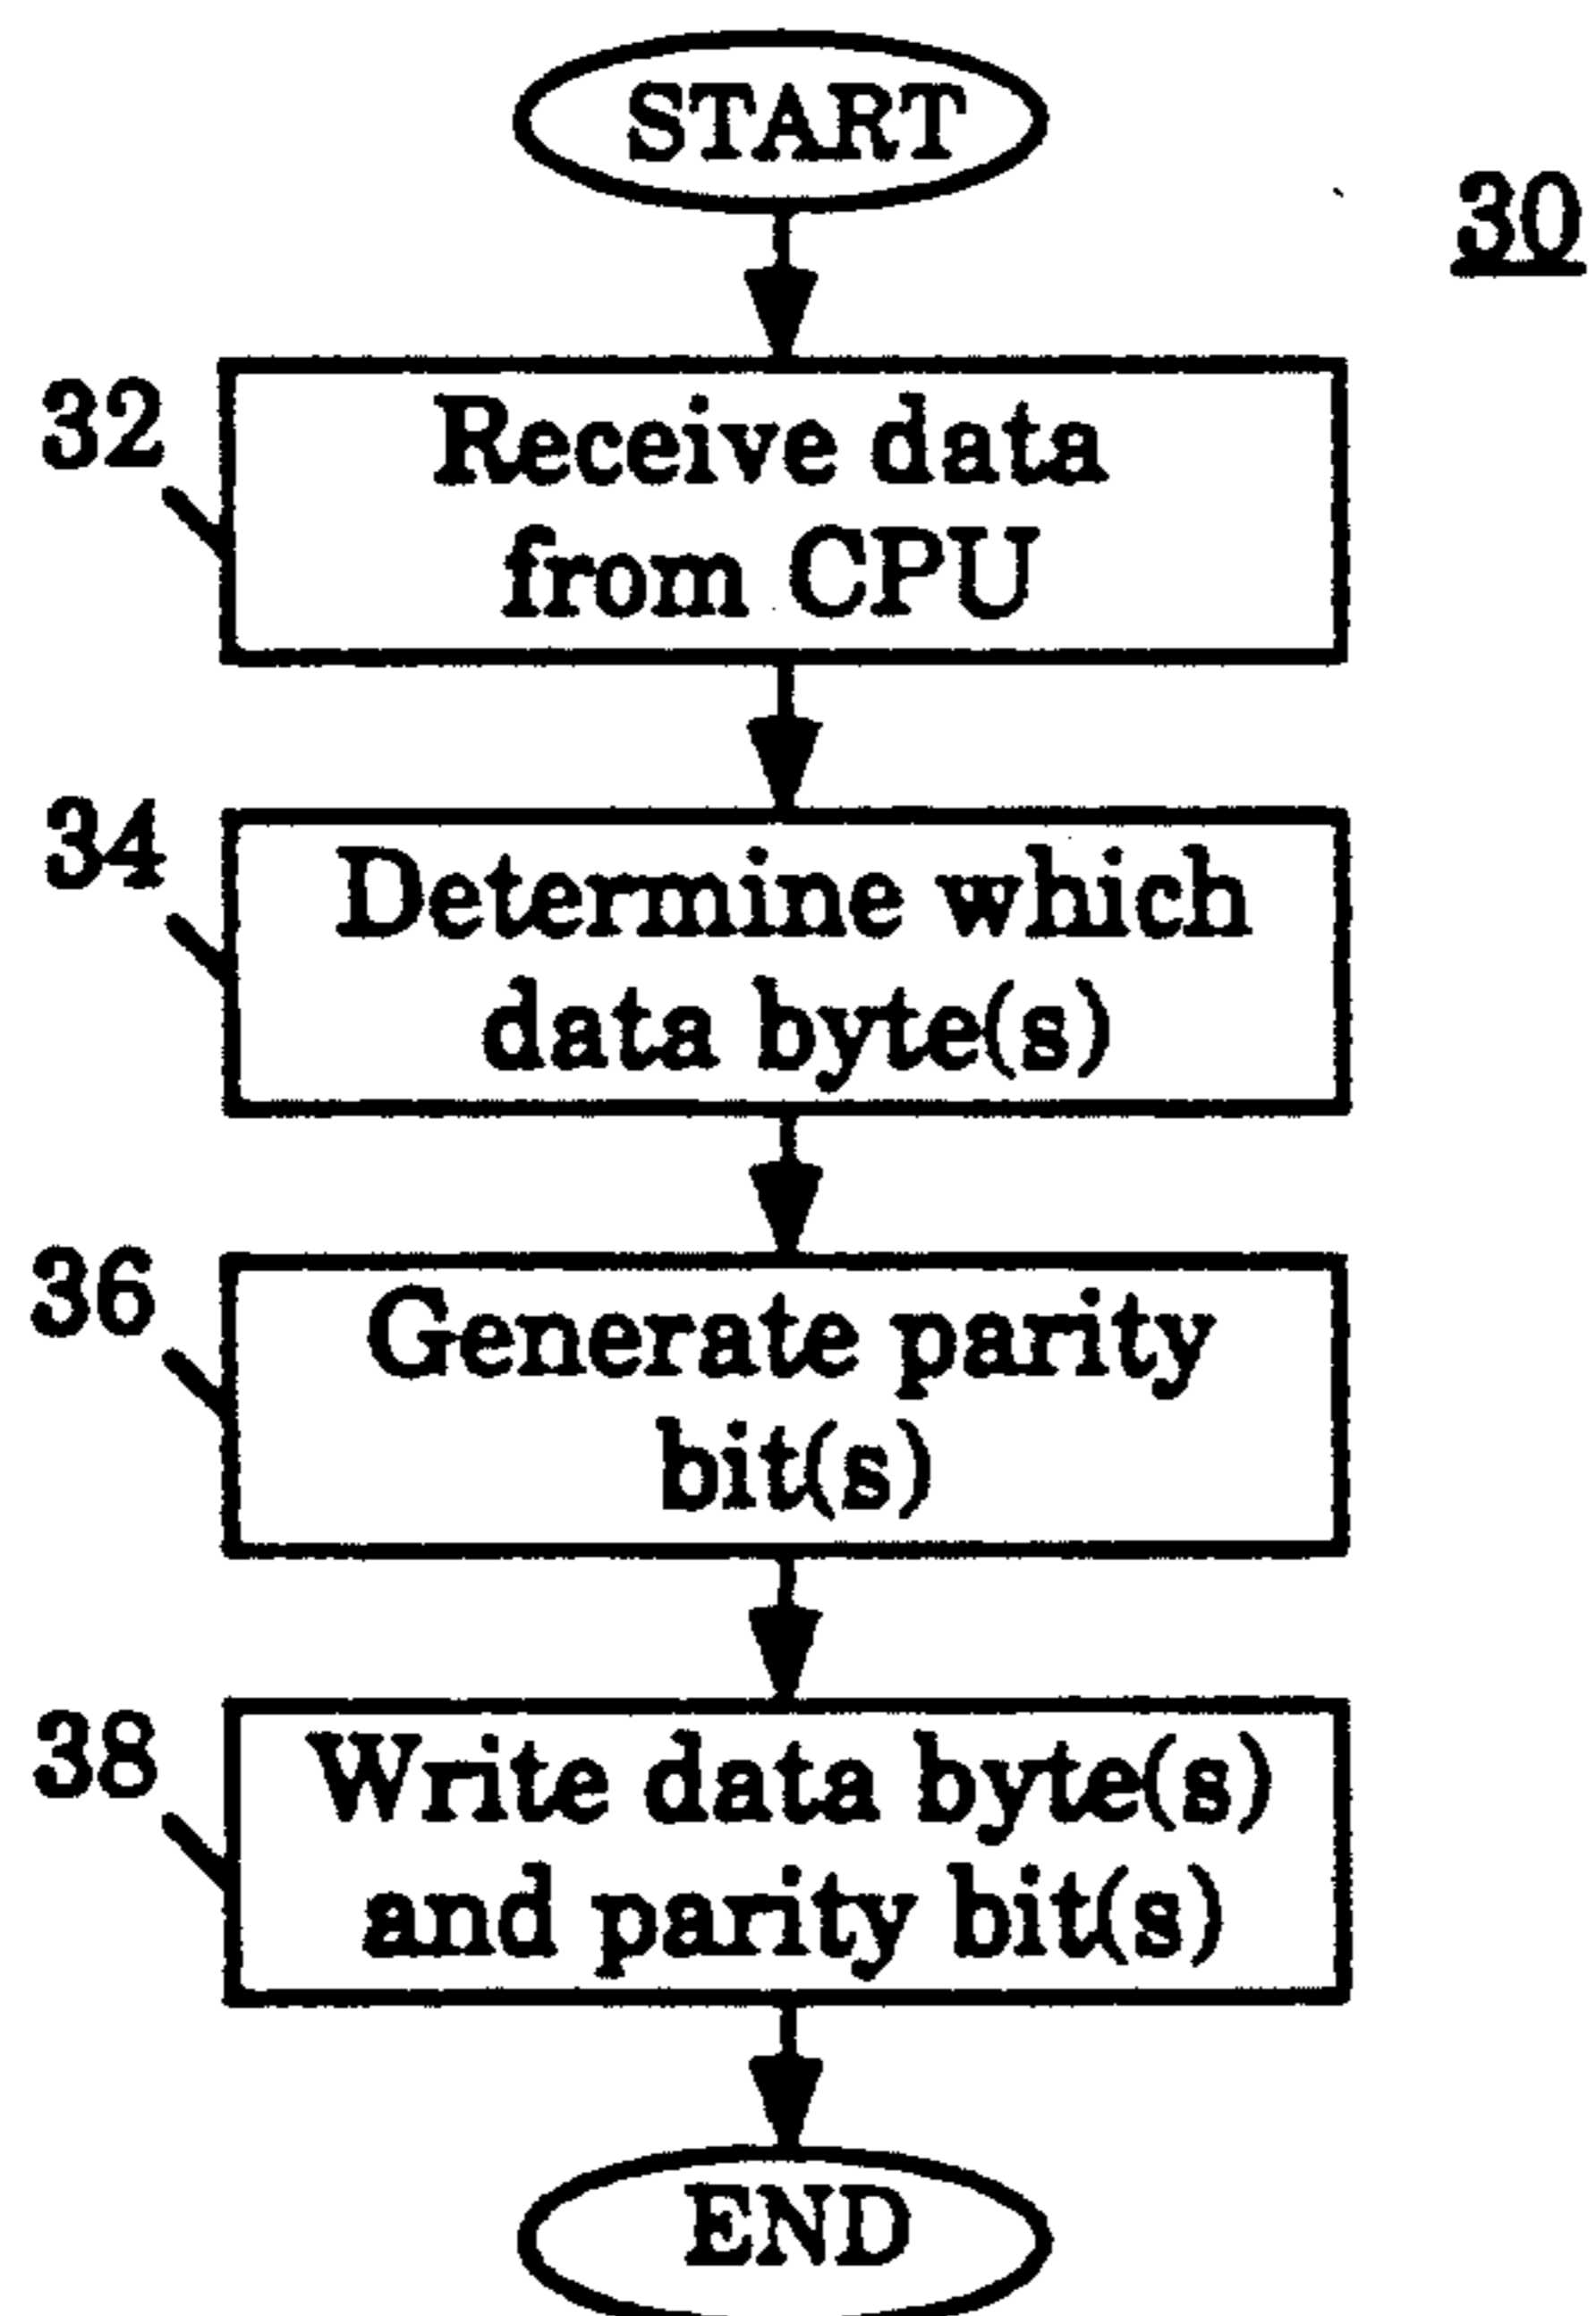 START
30
32
Receive data
from CPU
34
Determine which
data byte(s)
36
Generate parity
bit(s)
38
Write data byte(s)
and parity bit(s)
END